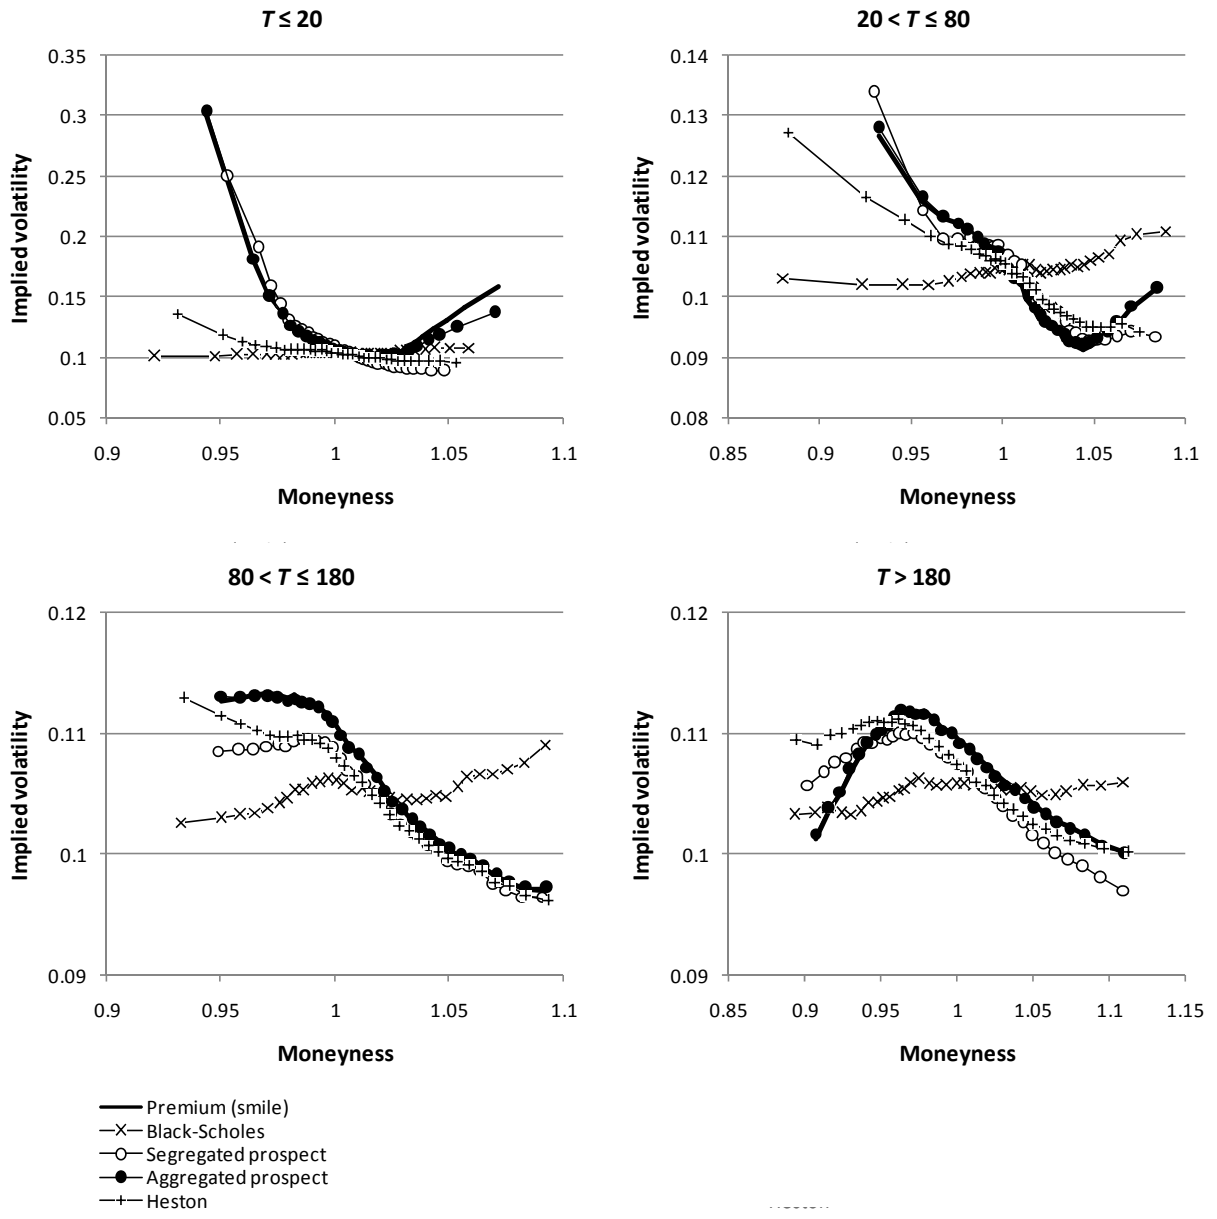 T ≤ 20
20 < T ≤ 80
0.35
0.3
0.25
0.2
0.15
0.1
0.05
Implied volatility
0.9 0.95 1 1.05 1.1
Moneyness
0.14
0.13
0.12
0.11
0.1
0.09
0.08
Impled volatility
0.85 0.9 0.95 1 1.05 1.1
Moneyness
80 < T ≤ 180
T > 180
0.12
0.11
0.1
0.09
Implied volatility
0.9 0.95 1 1.05 1.1
Moneyness
0.12
0.11
0.1
0.09
Implied volatility
0.85 0.9 0.95 1 1.05 1.1 1.15
Moneyness
Premium (smile)
Black-Scholes
Segregated prospect
Aggregated prospect
Heston